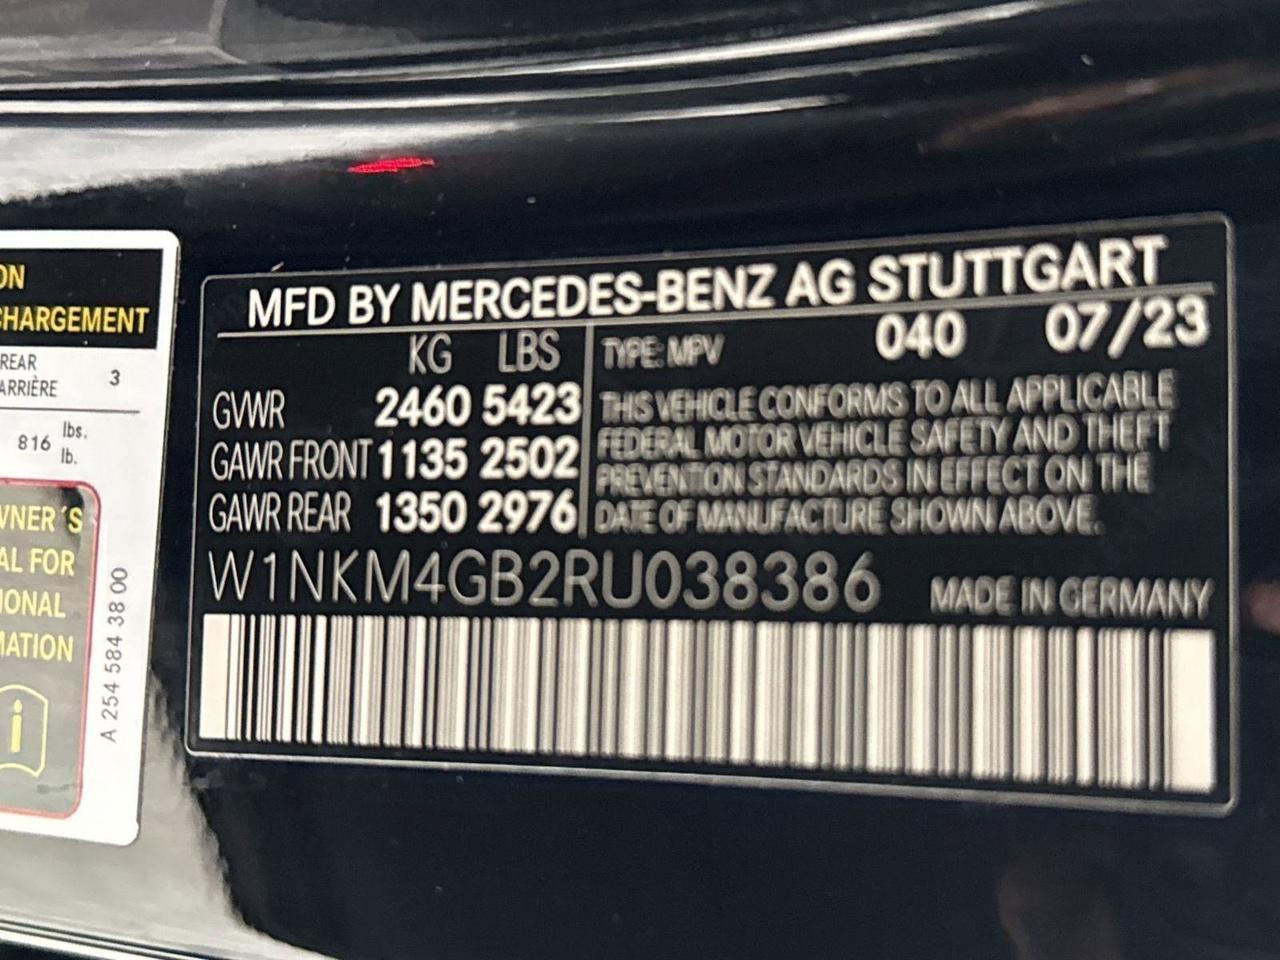 ON
CHARGEMENT
REAR
ARRIÈRE 3
816 lbs.
lb.
WNER´S
AL FOR
IONAL
MATION
i
A 254 584 38 00
MFD BY MERCEDES-BENZ AG STUTTGART
KG LBS TYPE: MPV 040 07/23
GVWR 2460 5423
GAWR FRONT 1135 2502
GAWR REAR 1350 2976
THIS VEHICLE CONFORMS TO ALL APPLICABLE
FEDERAL MOTOR VEHICLE SAFETY AND THEFT
PREVENTION STANDARDS IN EFFECT ON THE
DATE OF MANUFACTURE SHOWN ABOVE.
W1NKM4GB2RU038386 MADE IN GERMANY